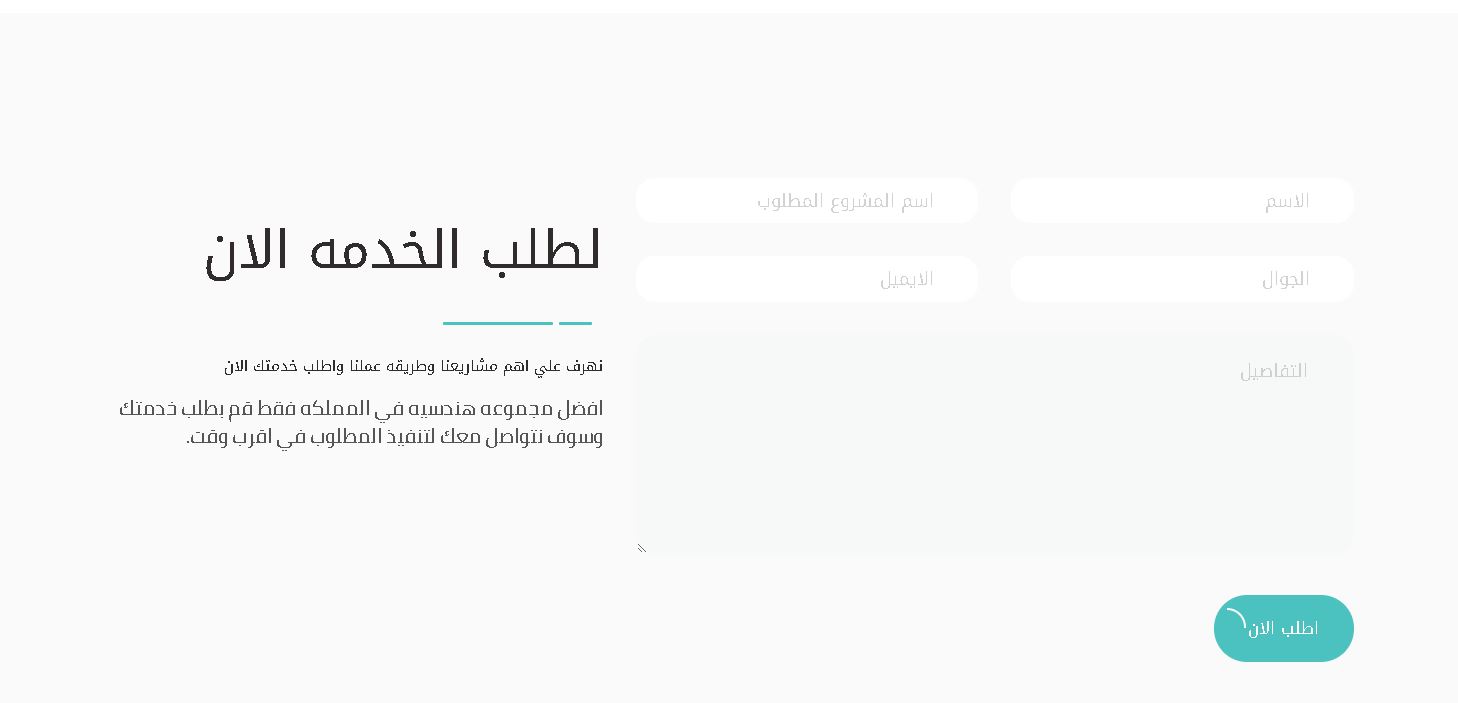 الاسم
اسم المشروع المطلوب
الجوال
الايميل
التفاصيل
اطلب الان
لطلب الخدمه الان
نهرف علي اهم مشاريعنا وطريقه عملنا واطلب خدمتك الان
افضل مجموعه هندسيه في المملكه فقط قم بطلب خدمتك
وسوف نتواصل معك لتنفيذ المطلوب في اقرب وقت.